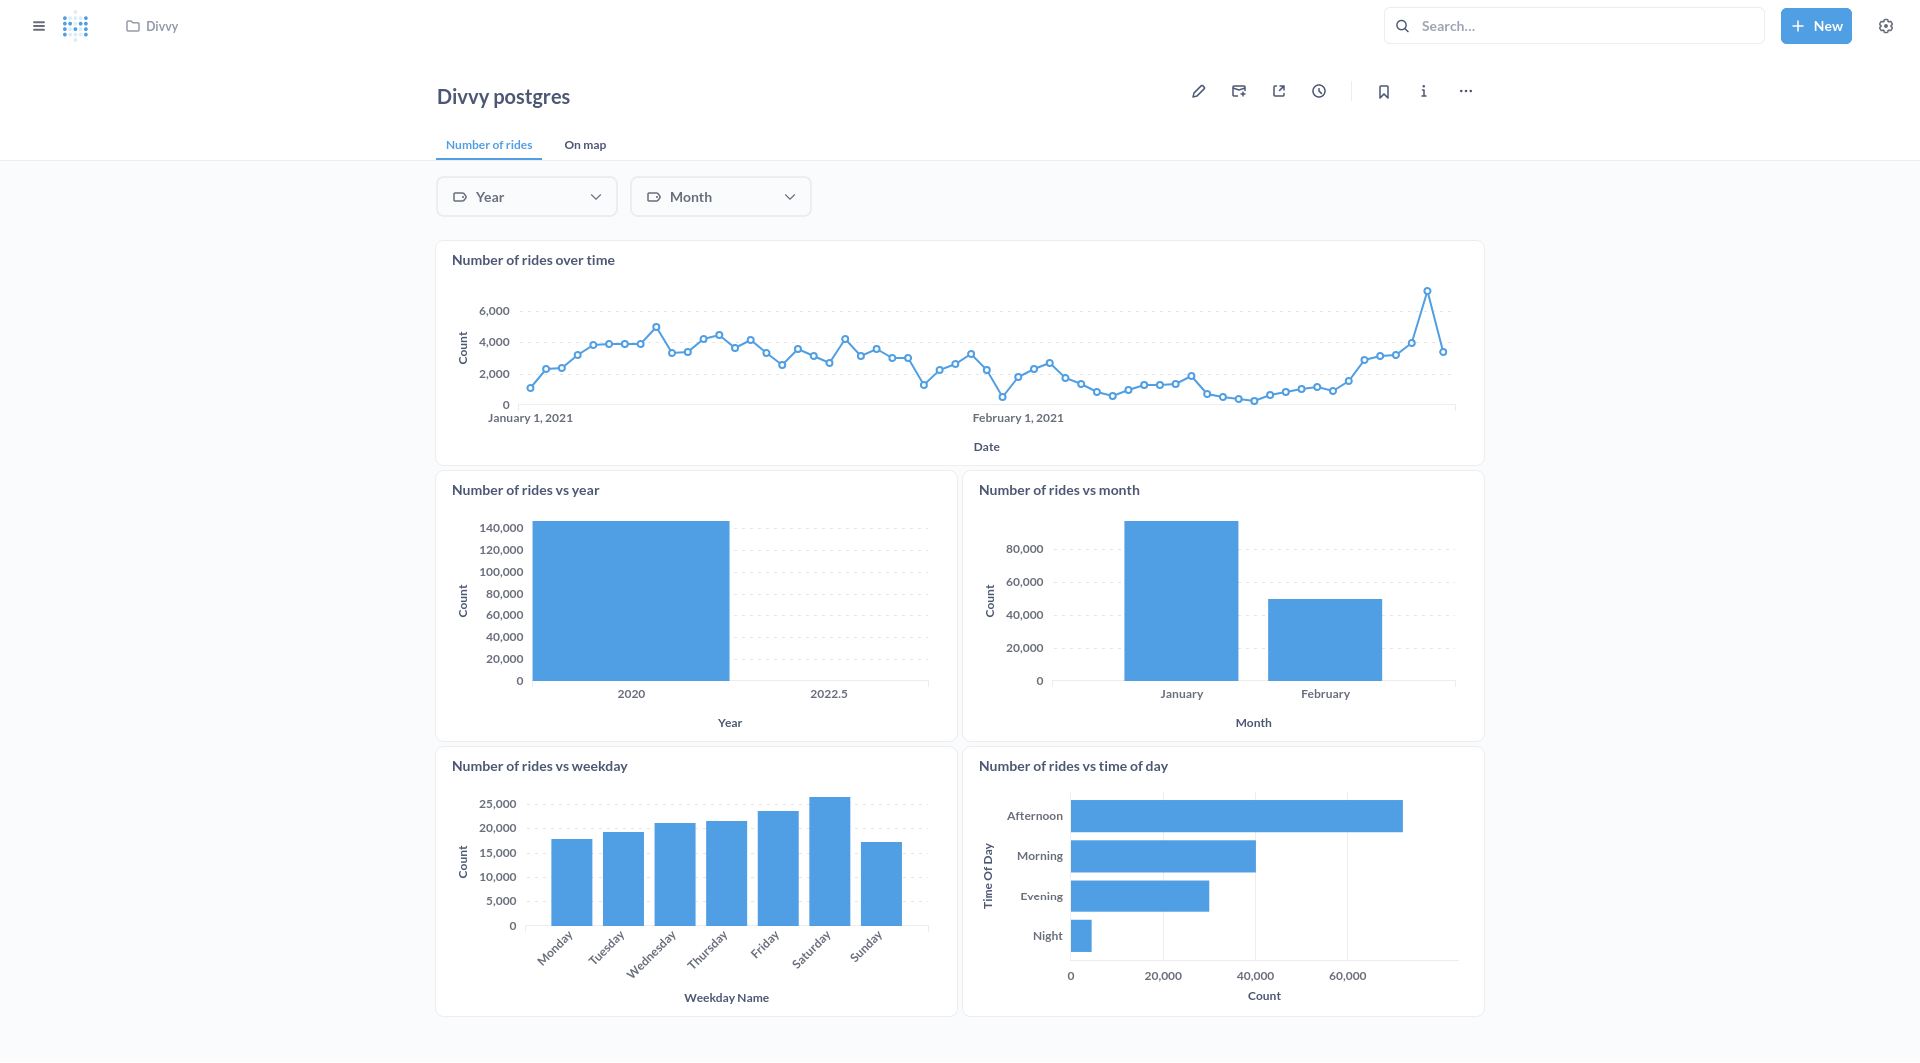 Divvy
Search...
New
Divvy postgres
Number of rides
On map
Year
Month
Number of rides over time
Count
6,000
4,000
2,000
0
January 1, 2021
February 1, 2021
Date
Number of rides vs year
Count
140,000
120,000
100,000
80,000
60,000
40,000
20,000
0
2020
2022.5
Year
Number of rides vs month
Count
80,000
60,000
40,000
20,000
0
January
February
Month
Number of rides vs weekday
Count
25,000
20,000
15,000
10,000
5,000
0
Monday
Tuesday
Wednesday
Thursday
Friday
Saturday
Sunday
Weekday Name
Number of rides vs time of day
Time Of Day
Afternoon
Morning
Evening
Night
0
20,000
40,000
60,000
Count